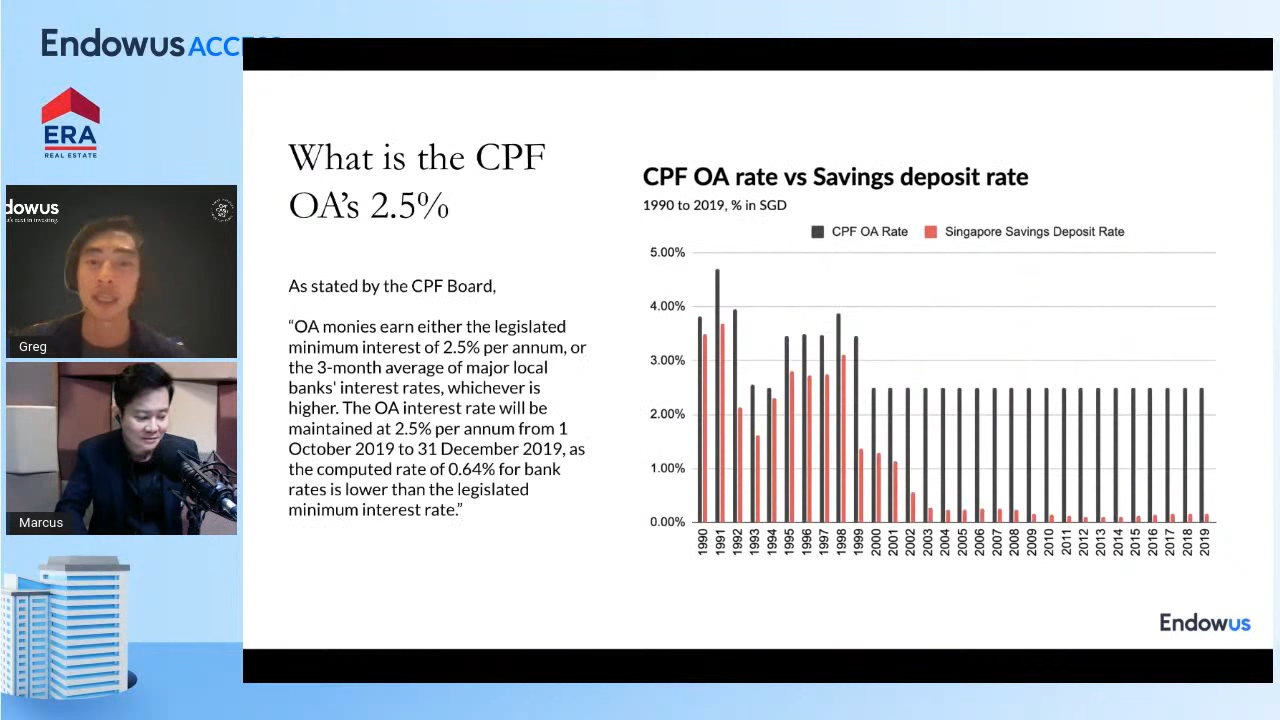 Endowus ACCE
ERA
REAL ESTATE
dowus
Greg
Marcus
What is the CPF
OA's 2.5%
As stated by the CPF Board,
“OA monies earn either the legislated
minimum interest of 2.5% per annum, or
the 3-month average of major local
banks' interest rates, whichever is
higher. The OA interest rate will be
maintained at 2.5% per annum from 1
October 2019 to 31 December 2019, as
the computed rate of 0.64% for bank
rates is lower than the legislated
minimum interest rate.”
CPF OA rate vs Savings deposit rate
1990 to 2019, % in SGD
CPF OA Rate
Singapore Savings Deposit Rate
5.00%
4.00%
3.00%
2.00%
1.00%
0.00%
1990
1991
1992
1993
1994
1995
1996
1997
1998
1999
2000
2001
2002
2003
2004
2005
2006
2007
2008
2009
2010
2011
2012
2013
2014
2015
2016
2017
2018
2019
Endowus